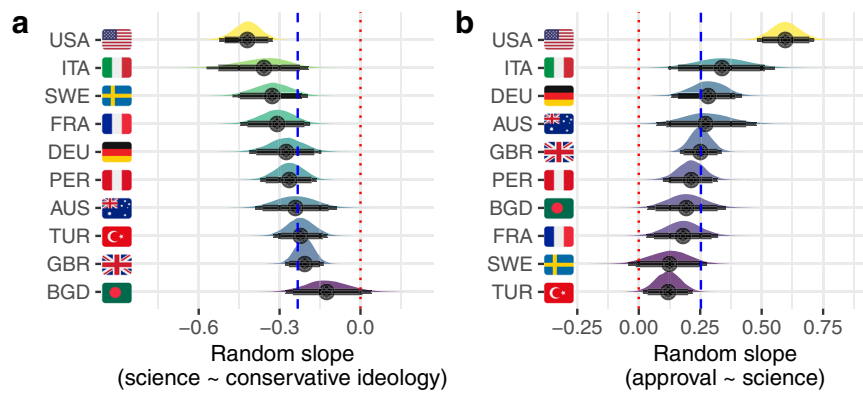 a
USA
ITA
SWE
FRA
DEU
PER
AUS
TUR
GBR
BGD
−0.6 −0.3 0.0
Random slope
(science ~ conservative ideology)
b
USA
ITA
DEU
AUS
GBR
PER
BGD
FRA
SWE
TUR
−0.25 0.00 0.25 0.50 0.75
Random slope
(approval ~ science)